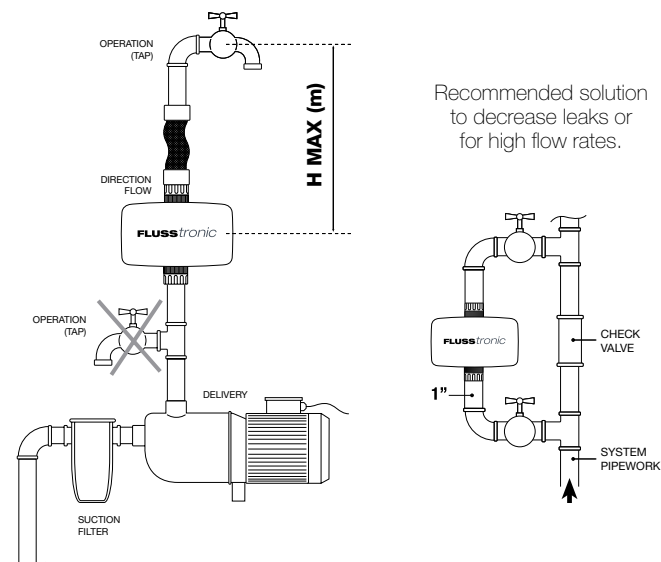 OPERATION
(TAP)
H MAX (m)
DIRECTION
FLOW
FLUSStronic
OPERATION
(TAP)
DELIVERY
SUCTION
FILTER
Recommended solution
to decrease leaks or
for high flow rates.
FLUSStronic
CHECK
VALVE
1”
SYSTEM
PIPEWORK